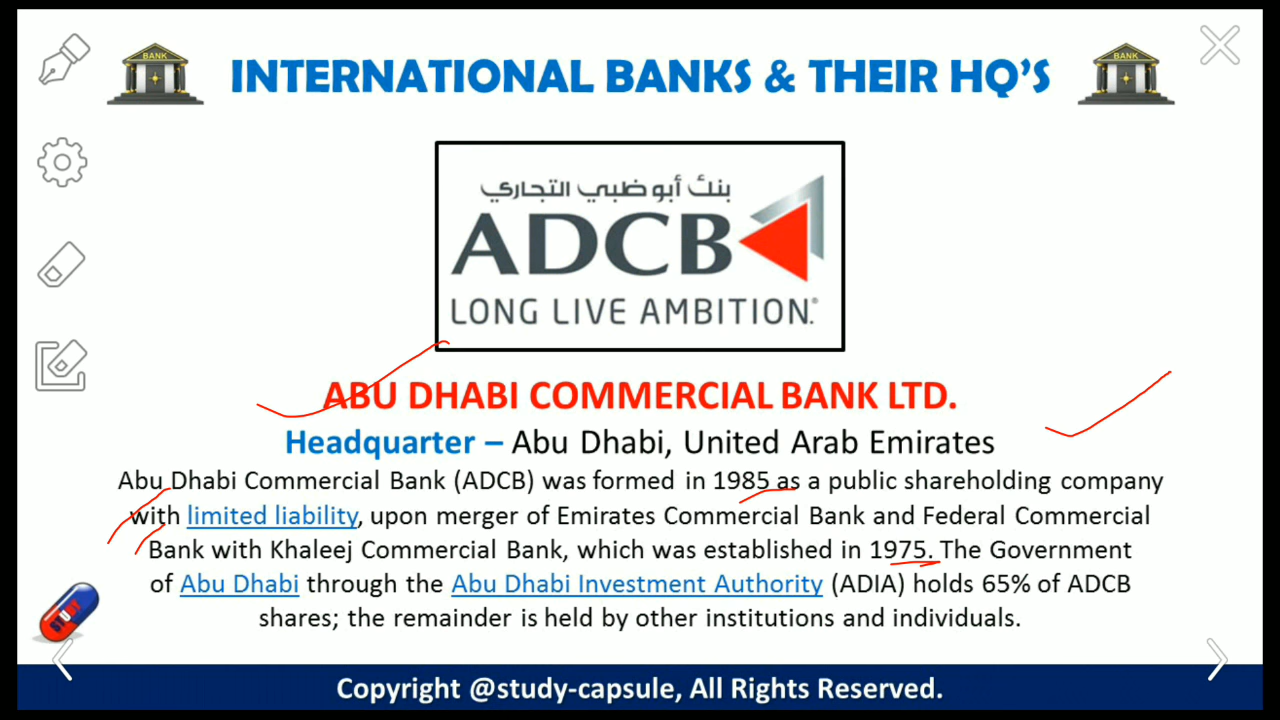 BANK
INTERNATIONAL BANKS & THEIR HQ'S
BANK
بنك أبوظبي التجاري
ADCB
LONG LIVE AMBITION.®
ABU DHABI COMMERCIAL BANK LTD.
Headquarter – Abu Dhabi, United Arab Emirates
Abu Dhabi Commercial Bank (ADCB) was formed in 1985 as a public shareholding company
with limited liability, upon merger of Emirates Commercial Bank and Federal Commercial
Bank with Khaleej Commercial Bank, which was established in 1975. The Government
of Abu Dhabi through the Abu Dhabi Investment Authority (ADIA) holds 65% of ADCB
shares; the remainder is held by other institutions and individuals.
STUDY
Copyright @study-capsule, All Rights Reserved.